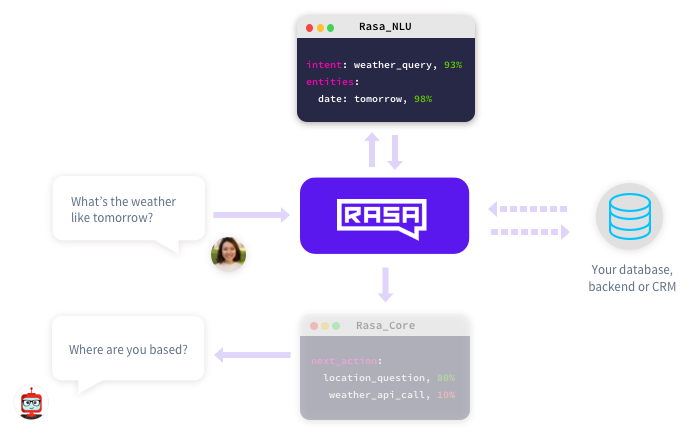 Rasa_NLU
intent: weather_query, 93%
entities:
date: tomorrow, 98%
What's the weather
like tomorrow?
RASA
Your database,
backend or CRM
Rasa_Core
next_action:
location_question, 80%
weather_api_call, 10%
Where are you based?